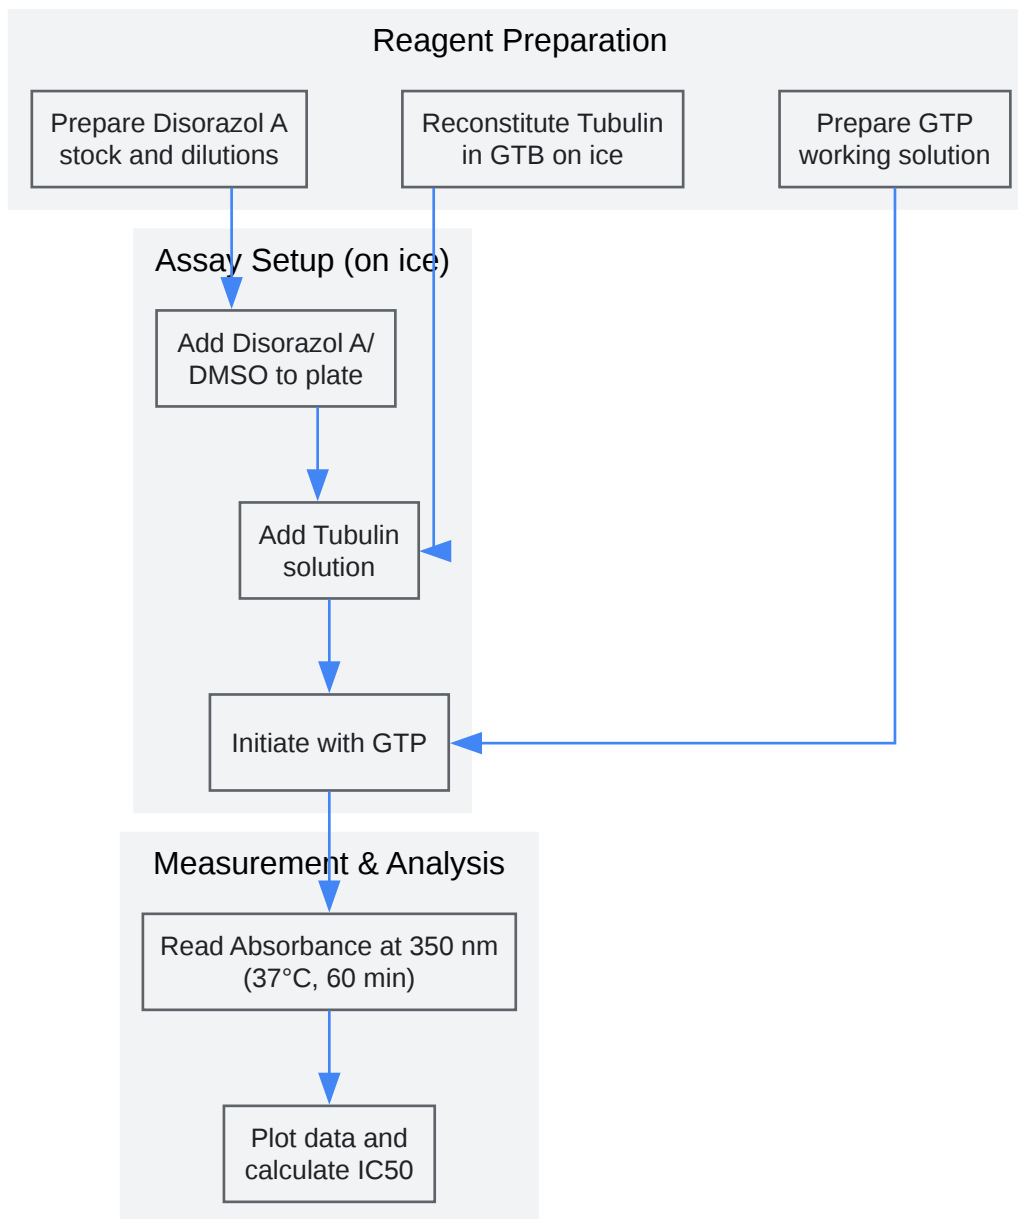 Reagent Preparation
Prepare Disorazol A
stock and dilutions
Reconstitute Tubulin
in GTB on ice
Prepare GTP
working solution
Assay Setup (on ice)
Add Disorazol A/
DMSO to plate
Add Tubulin
solution
Initiate with GTP
Measurement & Analysis
Read Absorbance at 350 nm
(37°C, 60 min)
Plot data and
calculate IC50